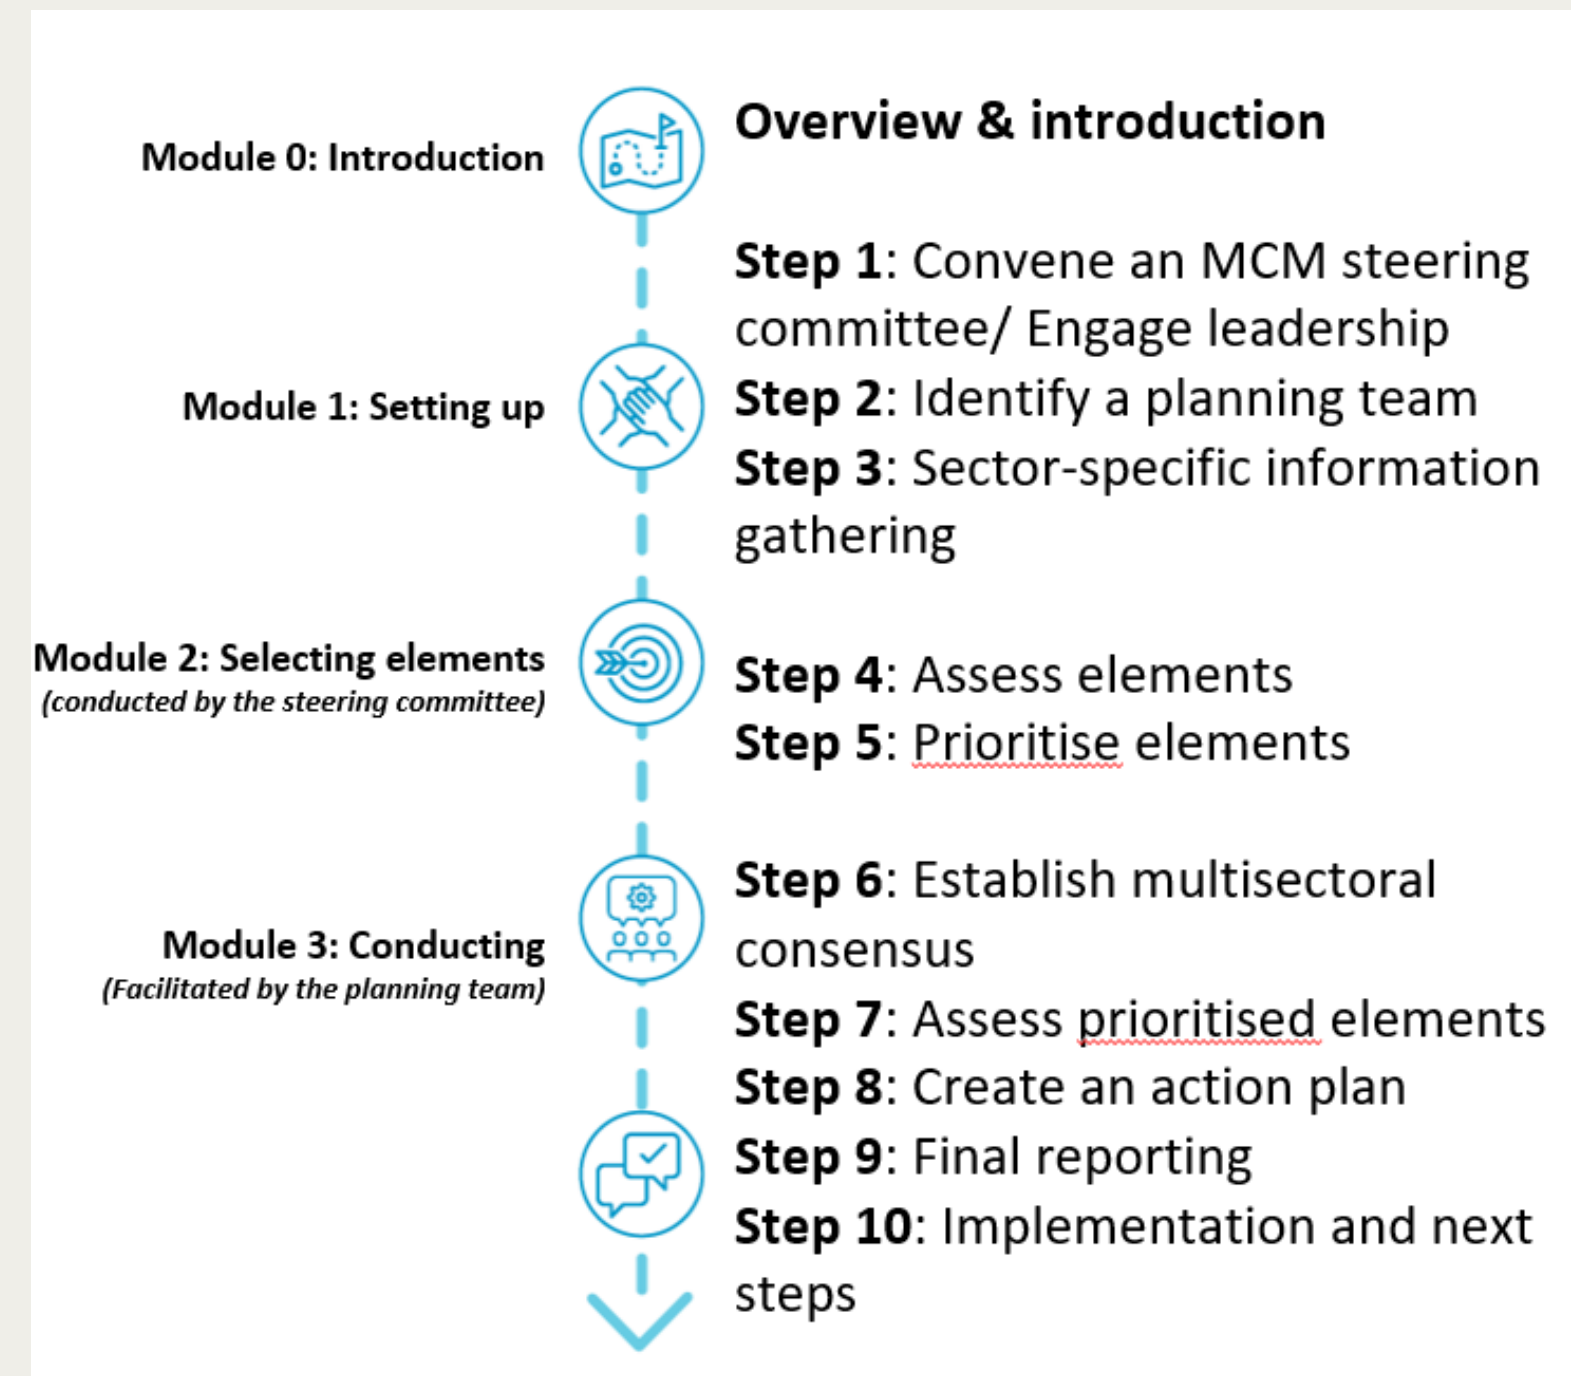 Module 0: Introduction
Overview & introduction
Module 1: Setting up
Step 1: Convene an MCM steering
committee/ Engage leadership
Step 2: Identify a planning team
Step 3: Sector-specific information
gathering
Module 2: Selecting elements
(conducted by the steering committee)
Step 4: Assess elements
Step 5: Prioritise elements
Module 3: Conducting
(Facilitated by the planning team)
Step 6: Establish multisectoral
consensus
Step 7: Assess prioritised elements
Step 8: Create an action plan
Step 9: Final reporting
Step 10: Implementation and next
steps